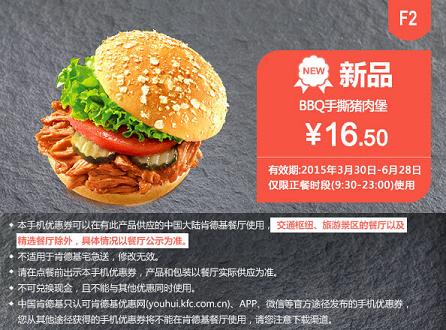 F2
NEW
新品
BBQ手撕猪肉堡
¥16.50
有效期:2015年3月30日-6月28日
仅限正餐时段(9:30-23:00)使用
● 本手机优惠券可以在有此产品供应的中国大陆肯德基餐厅使用，交通枢纽、旅游景区的餐厅以及
精选餐厅除外，具体情况以餐厅公示为准。
● 不适用于肯德基宅急送，修改无效。
● 请在点餐前出示本手机优惠券，产品和包装以餐厅实际供应为准。
● 不可兑换现金，且不能与其他优惠同时使用。
● 中国肯德基只认可肯德基优惠网(youhui.kfc.com.cn)、APP、微信等官方途径发布的手机优惠券，
您从其他途径获得的手机优惠券将不能在肯德基餐厅使用，请您注意下载渠道。